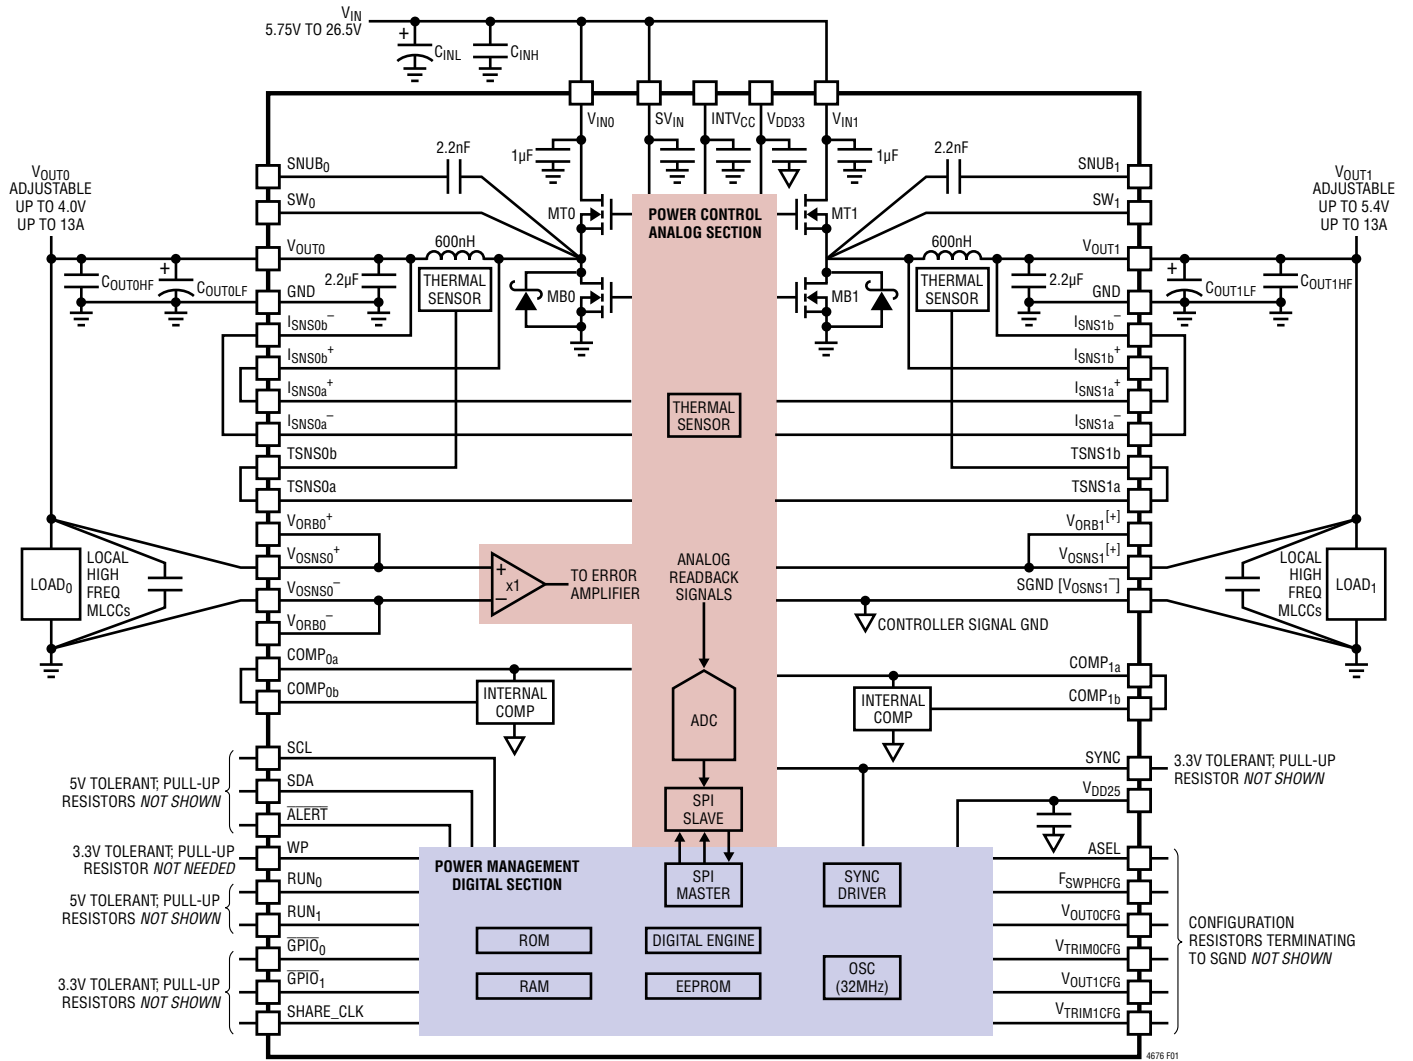 VIN
5.75V TO 26.5V
+
CINL
CINH
VIN0
SVIN
INTVCC
VDD33
VIN1
1µF
1µF
2.2nF
2.2nF
SNUB0
SW0
VOUT0
ADJUSTABLE
UP TO 4.0V
UP TO 13A
VOUT0
600nH
COUT0HF
+
COUT0LF
GND
2.2µF
THERMAL
SENSOR
MT0
MB0
POWER CONTROL
ANALOG SECTION
MT1
MB1
SNUB1
SW1
VOUT1
ADJUSTABLE
UP TO 5.4V
UP TO 13A
600nH
VOUT1
THERMAL
SENSOR
2.2µF
GND
+
COUT1LF
COUT1HF
ISNS0b–
ISNS0b+
ISNS0a+
ISNS0a–
TSNS0b
TSNS0a
THERMAL
SENSOR
ISNS1b–
ISNS1b+
ISNS1a+
ISNS1a–
TSNS1b
TSNS1a
VORB0+
VOSNS0+
VOSNS0–
VORB0–
LOAD0
LOCAL
HIGH
FREQ
MLCCs
+
x1
–
TO ERROR
AMPLIFIER
ANALOG
READBACK
SIGNALS
VORB1[+]
VOSNS1[+]
SGND [VOSNS1–]
CONTROLLER SIGNAL GND
LOCAL
HIGH
FREQ
MLCCs
LOAD1
COMP0a
COMP0b
INTERNAL
COMP
ADC
INTERNAL
COMP
COMP1a
COMP1b
SCL
SDA
ALERT
5V TOLERANT; PULL-UP
RESISTORS NOT SHOWN
SPI
SLAVE
SYNC
3.3V TOLERANT; PULL-UP
RESISTOR NOT SHOWN
VDD25
3.3V TOLERANT; PULL-UP
RESISTOR NOT NEEDED
WP
5V TOLERANT; PULL-UP
RESISTORS NOT SHOWN
RUN0
RUN1
3.3V TOLERANT; PULL-UP
RESISTORS NOT SHOWN
GPIO0
GPIO1
SHARE_CLK
POWER MANAGEMENT
DIGITAL SECTION
SPI
MASTER
SYNC
DRIVER
ROM
DIGITAL ENGINE
RAM
EEPROM
OSC
(32MHz)
ASEL
FSWPHCFG
VOUT0CFG
VTRIM0CFG
VOUT1CFG
VTRIM1CFG
CONFIGURATION
RESISTORS TERMINATING
TO SGND NOT SHOWN
4676 F01